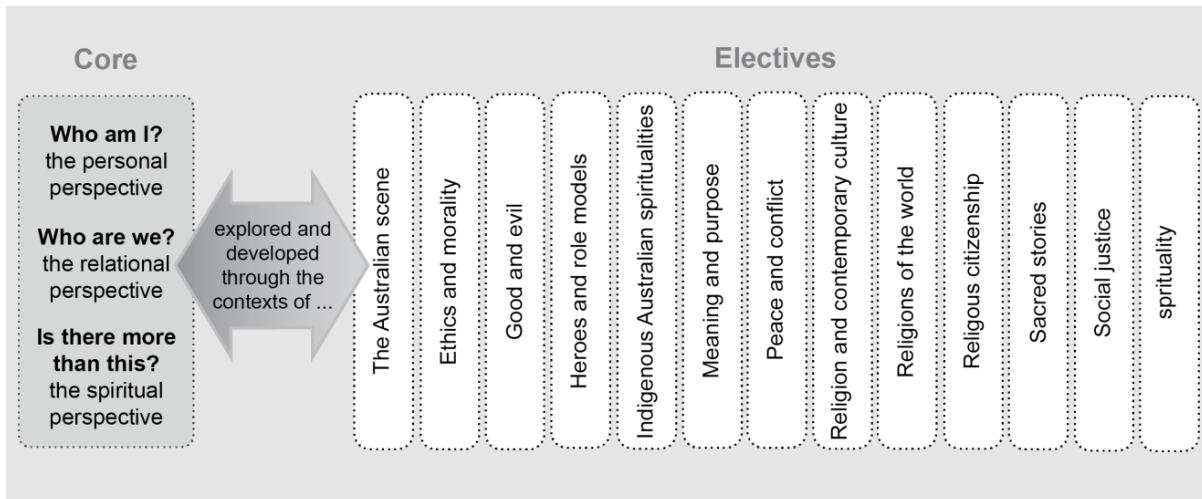 Core
Electives
Who am I?
the personal
perspective
Who are we?
the relational
perspective
Is there more
than this?
the spiritual
perspective
explored and
developed
through the
contexts of ...
The Australian scene
Ethics and morality
Good and evil
Heroes and role models
Indigenous Australian spiritualities
Meaning and purpose
Peace and conflict
Religion and contemporary culture
Religions of the world
Religous citizenship
Sacred stories
Social justice
sprituality